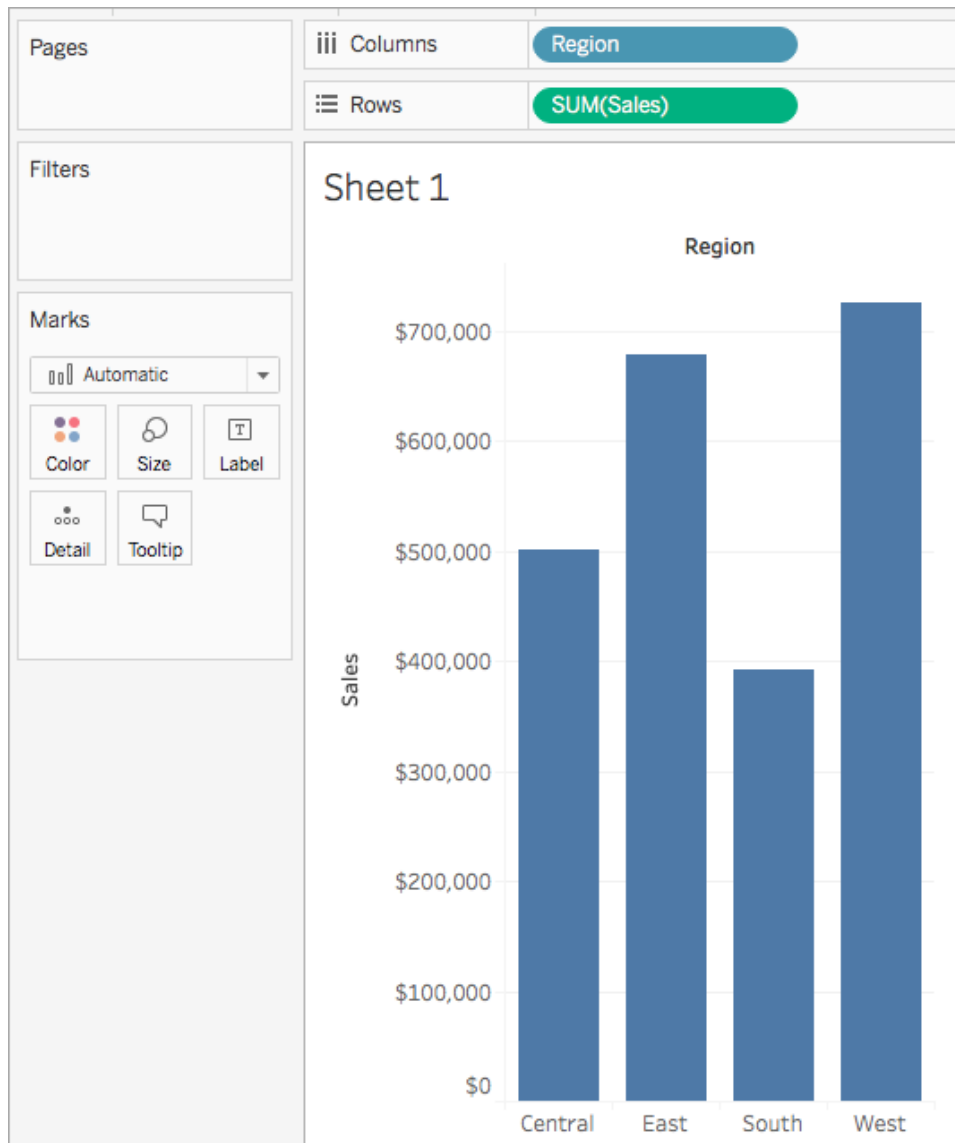 Pages
Columns
Region
Rows
SUM(Sales)
Filters
Marks
Automatic
Color
Size
T
Label
Detail
Tooltip
Sheet 1
Region
Sales
$700,000
$600,000
$500,000
$400,000
$300,000
$200,000
$100,000
$0
Central East South West